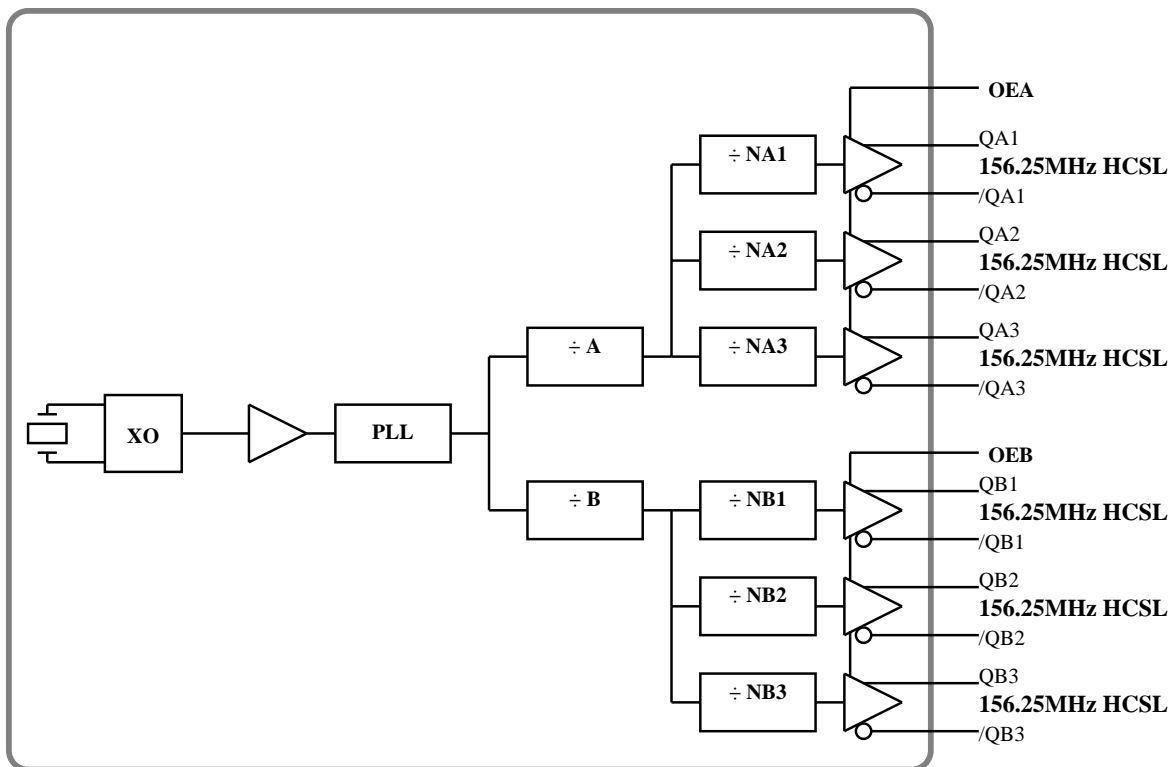 OEA
÷ NA1
QA1
156.25MHz HCSL
/QA1
÷ NA2
QA2
156.25MHz HCSL
/QA2
÷ A
÷ NA3
QA3
156.25MHz HCSL
/QA3
XO
PLL
OEB
÷ B
÷ NB1
QB1
156.25MHz HCSL
/QB1
÷ NB2
QB2
156.25MHz HCSL
/QB2
÷ NB3
QB3
156.25MHz HCSL
/QB3